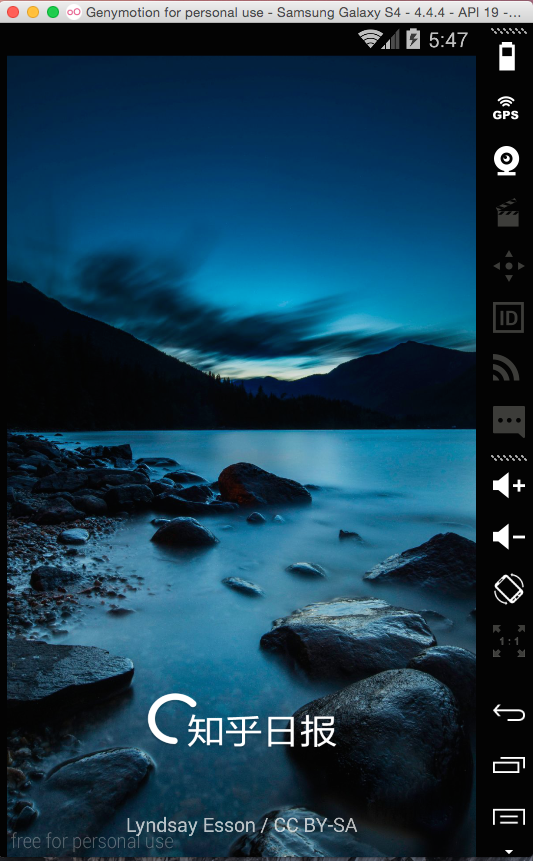 Genymotion for personal use - Samsung Galaxy S4 - 4.4.4 - API 19 -...
5:47
GPS
ID
1:1
知乎日报
Lyndsay Esson / CC BY-SA
free for personal use